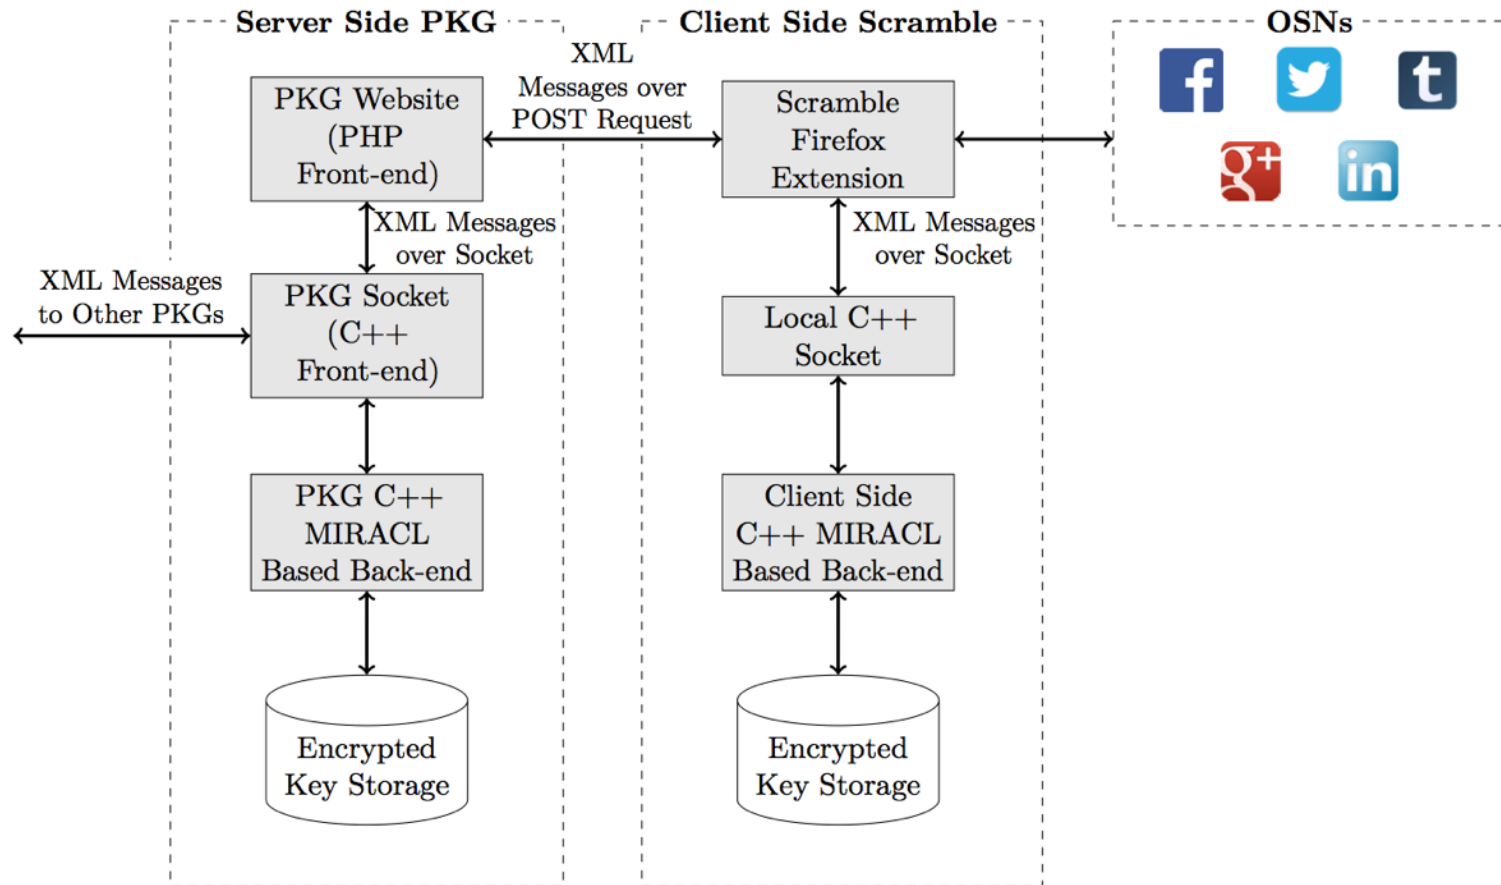 Server Side PKG
Client Side Scramble
OSNs
XML
Messages over
POST Request
PKG Website
(PHP
Front-end)
Scramble
Firefox
Extension
f
t
g+
in
XML Messages
over Socket
XML Messages
over Socket
XML Messages
to Other PKGs
PKG Socket
(C++
Front-end)
Local C++
Socket
PKG C++
MIRACL
Based Back-end
Client Side
C++ MIRACL
Based Back-end
Encrypted
Key Storage
Encrypted
Key Storage